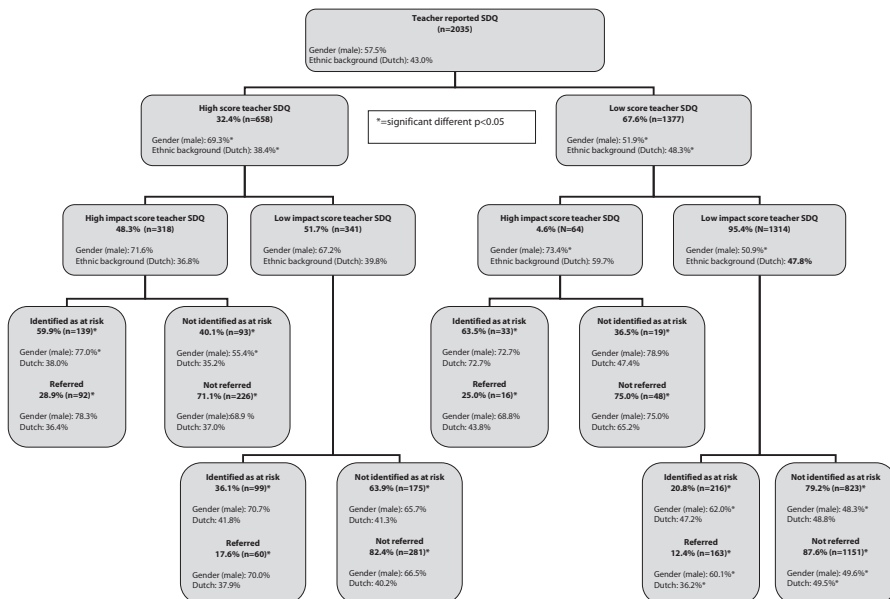 Teacher reported SDQ
(n=2035)
Gender (male): 57.5%
Ethnic background (Dutch): 43.0%
High score teacher SDQ
32.4% (n=658)
Gender (male): 69.3%*
Ethnic background (Dutch): 38.4%*
*=significant different p<0.05
Low score teacher SDQ
67.6% (n=1377)
Gender (male): 51.9%*
Ethnic background (Dutch): 48.3%*
High impact score teacher SDQ
48.3% (n=318)
Gender (male): 71.6%
Ethnic background (Dutch): 36.8%
Low impact score teacher SDQ
51.7% (n=341)
Gender (male): 67.2%
Ethnic background (Dutch): 39.8%
High impact score teacher SDQ
4.6% (N=64)
Gender (male): 73.4%*
Ethnic background (Dutch): 59.7%
Low impact score teacher SDQ
95.4% (N1314)
Gender (male): 50.9%*
Ethnic background (Dutch): 47.8%
Identified as at risk
59.9% (n=139)*
Gender (male): 77.0%*
Dutch: 38.0%
Referred
28.9% (n=92)*
Gender (male): 78.3%
Dutch: 36.4%
Not identified as at risk
40.1% (n=93)*
Gender (male): 55.4%*
Dutch: 35.2%
Not referred
71.1% (n=226)*
Gender (male):68.9 %
Dutch: 37.0%
Identified as at risk
63.5% (n=33)*
Gender (male): 72.7%
Dutch: 72.7%
Referred
25.0% (n=16)*
Gender (male): 68.8%
Dutch: 43.8%
Not identified as at risk
36.5% (n=19)*
Gender (male): 78.9%
Dutch: 47.4%
Not referred
75.0% (n=48)*
Gender (male): 75.0%
Dutch: 65.2%
Identified as at risk
36.1% (n=99)*
Gender (male): 70.7%
Dutch: 41.8%
Referred
17.6% (n=60)*
Gender (male): 70.0%
Dutch: 37.9%
Not identified as at risk
63.9% (n=175)*
Gender (male): 65.7%
Dutch: 41.3%
Not referred
82.4% (n=281)*
Gender (male): 66.5%
Dutch: 40.2%
Identified as at risk
20.8% (n=216)*
Gender (male): 62.0%*
Dutch: 47.2%
Referred
12.4% (n=163)*
Gender (male): 60.1%*
Dutch: 36.2%*
Not identified as at risk
79.2% (n=823)*
Gender (male): 48.3%*
Dutch: 48.8%
Not referred
87.6% (n=1151)*
Gender (male): 49.6%*
Dutch: 49.5%*